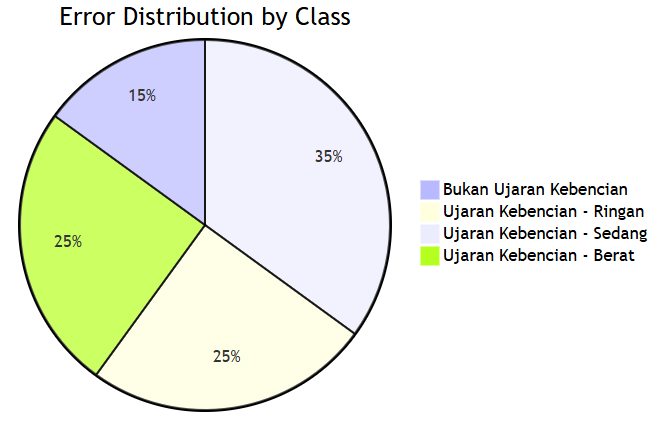 Error Distribution by Class
15%
35%
25%
25%
Bukan Ujaran Kebencian
Ujaran Kebencian - Ringan
Ujaran Kebencian - Sedang
Ujaran Kebencian - Berat